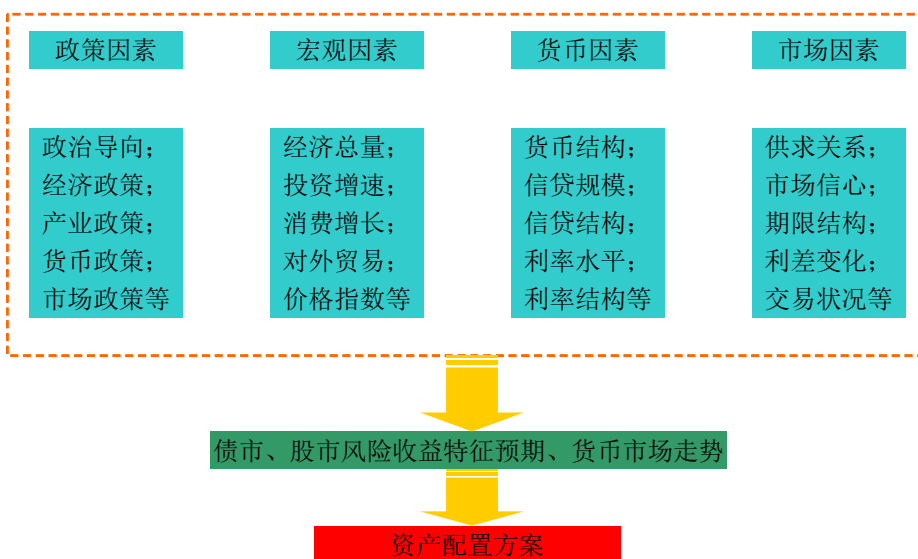 政策因素
宏观因素
货币因素
市场因素
政治导向；
经济政策；
产业政策；
货币政策；
市场政策等
经济总量；
投资增速；
消费增长；
对外贸易；
价格指数等
货币结构；
信贷规模；
信贷结构；
利率水平；
利率结构等
供求关系；
市场信心；
期限结构；
利差变化；
交易状况等
债市、股市风险收益特征预期、货币市场走势
资产配置方案